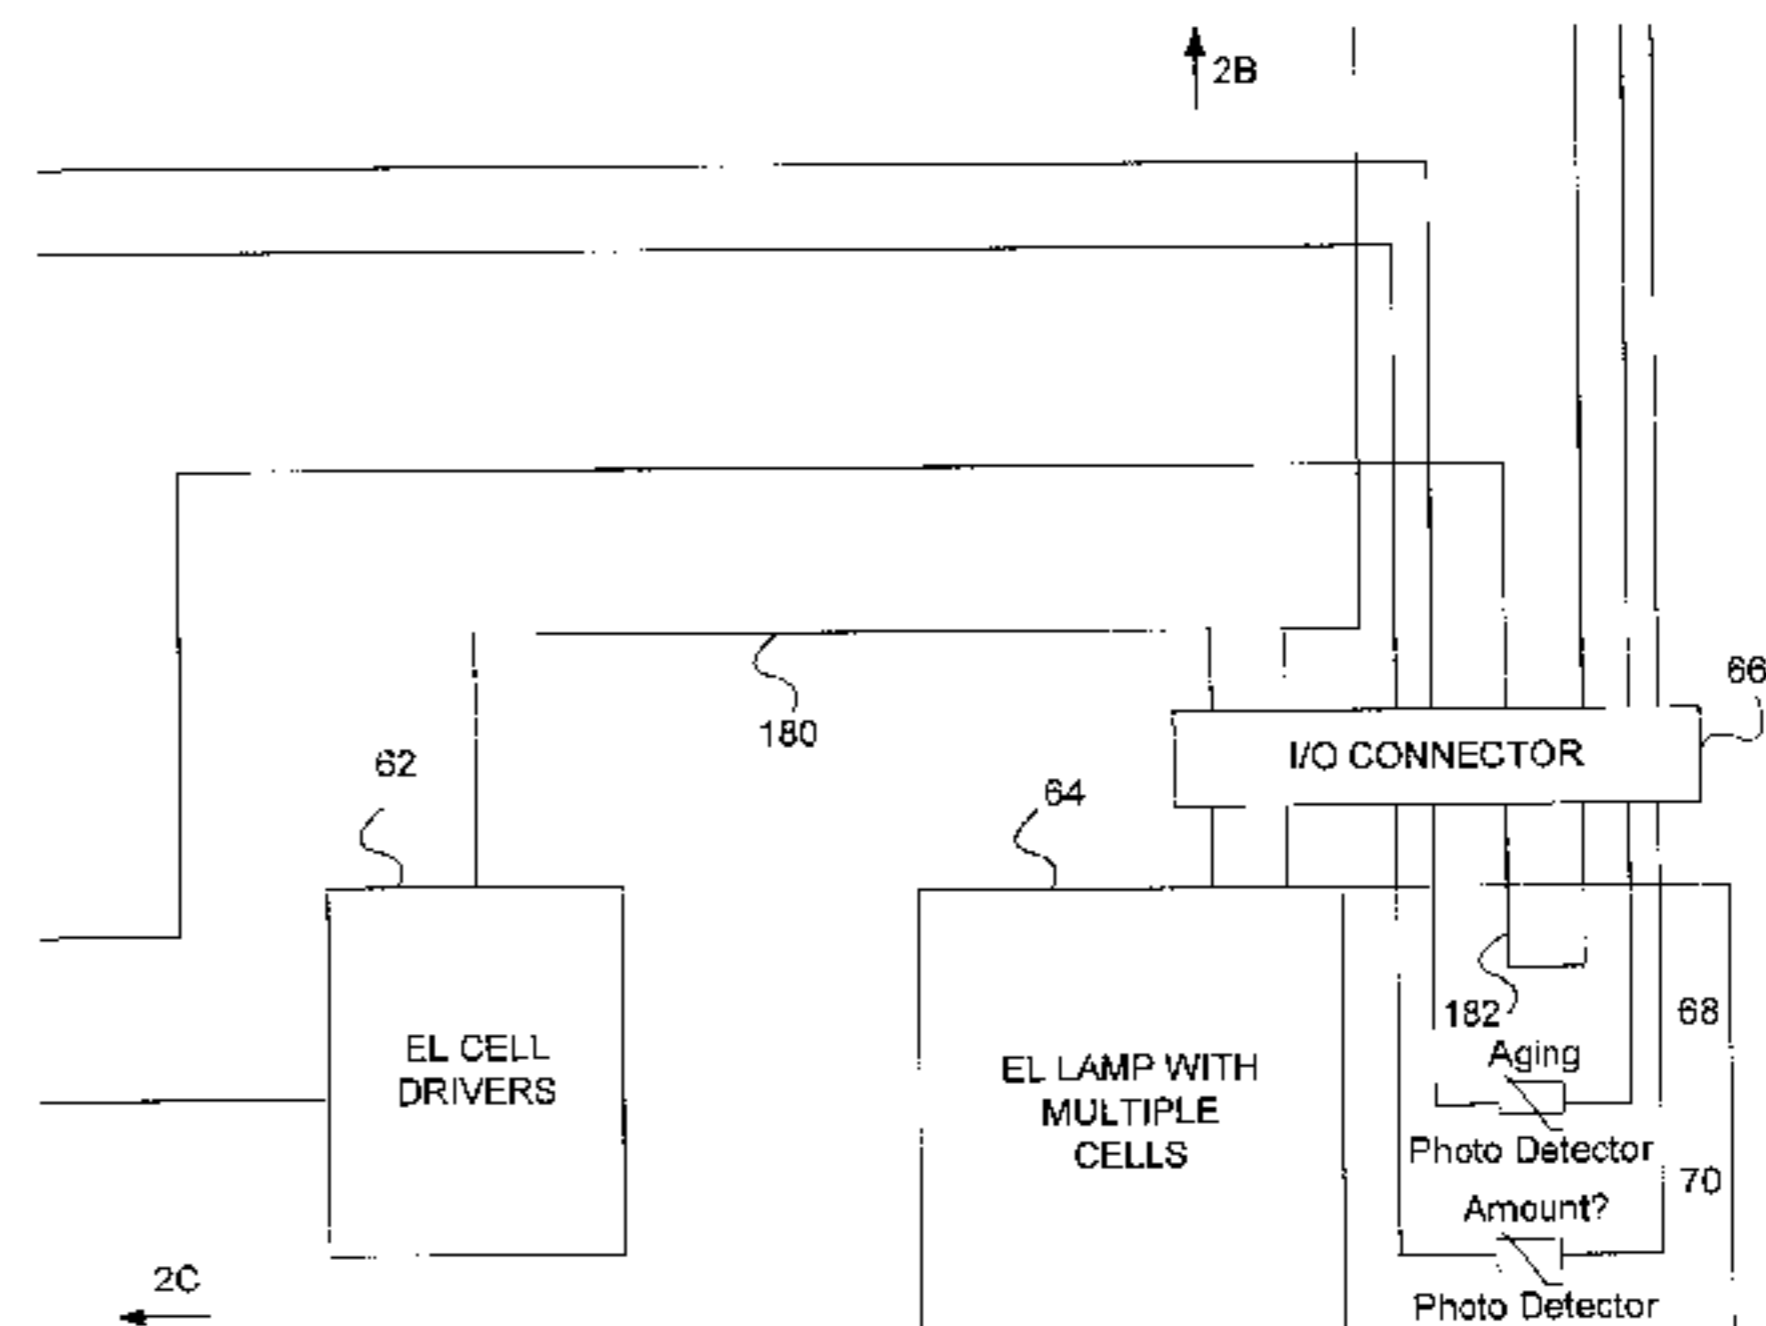 2B
180
66
I/O CONNECTOR
62
64
182
68
EL CELL
DRIVERS
EL LAMP WITH
MULTIPLE
CELLS
Aging
Photo Detector
70
Amount?
Photo Detector
2C